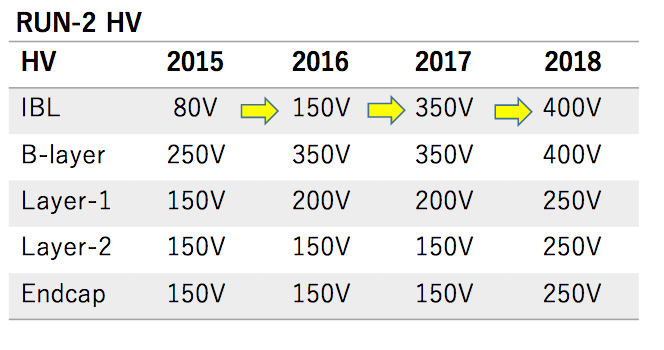 RUN-2 HV
HV 2015 2016 2017 2018
IBL 80V 150V 350V 400V
B-layer 250V 350V 350V 400V
Layer-1 150V 200V 200V 250V
Layer-2 150V 150V 150V 250V
Endcap 150V 150V 150V 250V